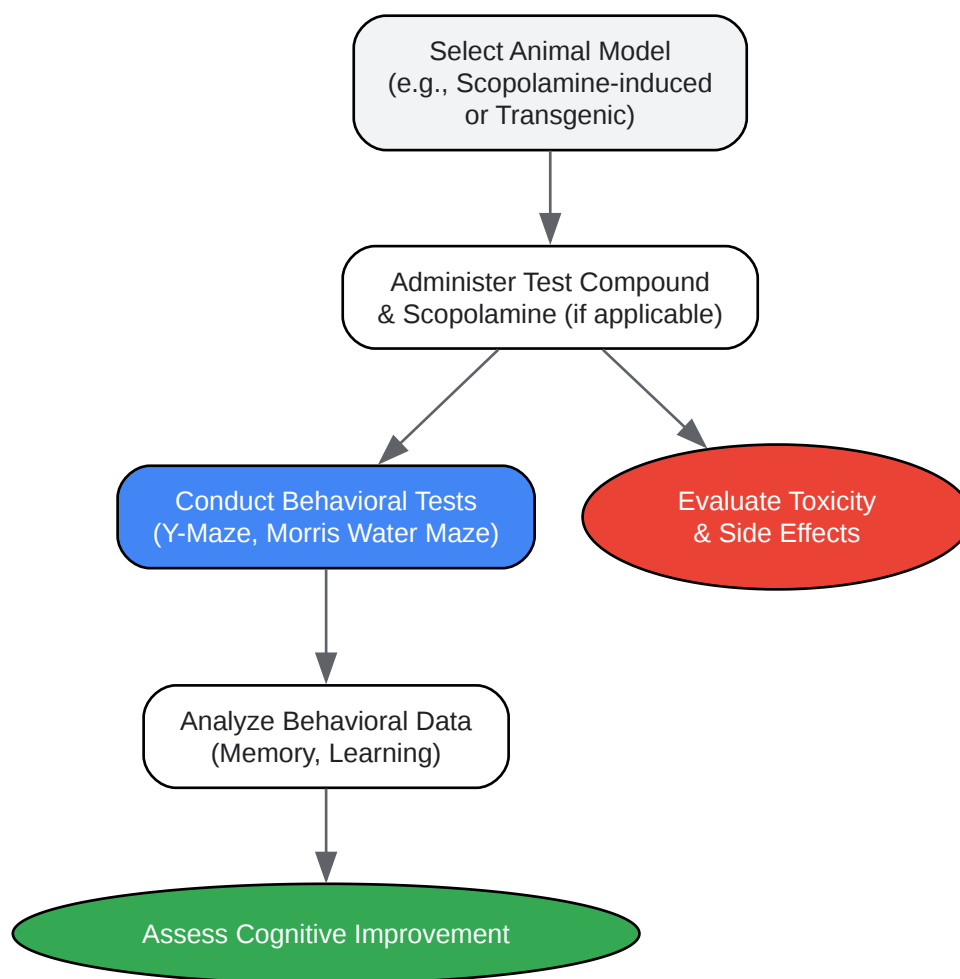 Select Animal Model
(e.g., Scopolamine-induced
or Transgenic)
Administer Test Compound
& Scopolamine (if applicable)
Conduct Behavioral Tests
(Y-Maze, Morris Water Maze)
Evaluate Toxicity
& Side Effects
Analyze Behavioral Data
(Memory, Learning)
Assess Cognitive Improvement